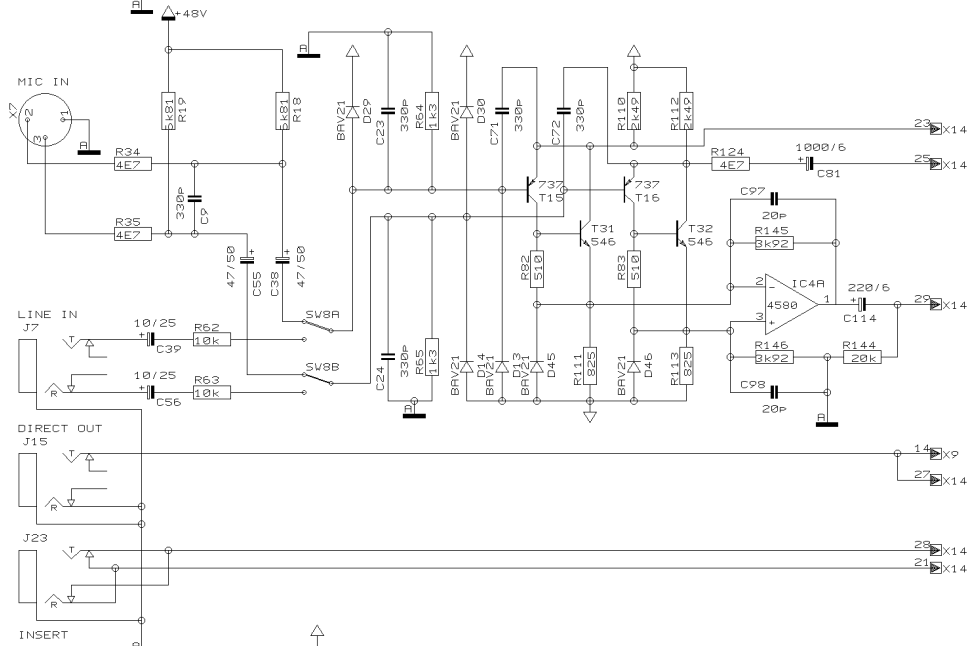 A
+48V
MIC IN
X7
2
1
3
A
R34
4E7
R35
4E7
330P
C9
R19
R18
A
BAV21
D29
C23
330P
R64
1k3
BAV21
D30
C71
330P
C72
330P
R110
2k49
R112
2k49
737
T15
737
T16
T31
546
T32
546
R82
510
R83
510
R124
4E7
1000/6
+
C81
23
X14
25
X14
C97
20P
R145
3k92
IC4A
4580
2
-
3
+
1
220/6
+
C114
29
X14
R146
3k92
R144
20k
C98
20P
A
47/50
C55
+
C38
47/50
+
SW8A
SW8B
LINE IN
J7
T
R
10/25
+
C39
R62
10k
10/25
+
C56
R63
10k
C24
330P
R65
1k3
A
BAV21
D14
BAV21
D13
D45
R111
825
BAV21
D46
R113
825
DIRECT OUT
J15
T
R
14
X9
27
X14
J23
T
R
28
X14
21
X14
INSERT
A